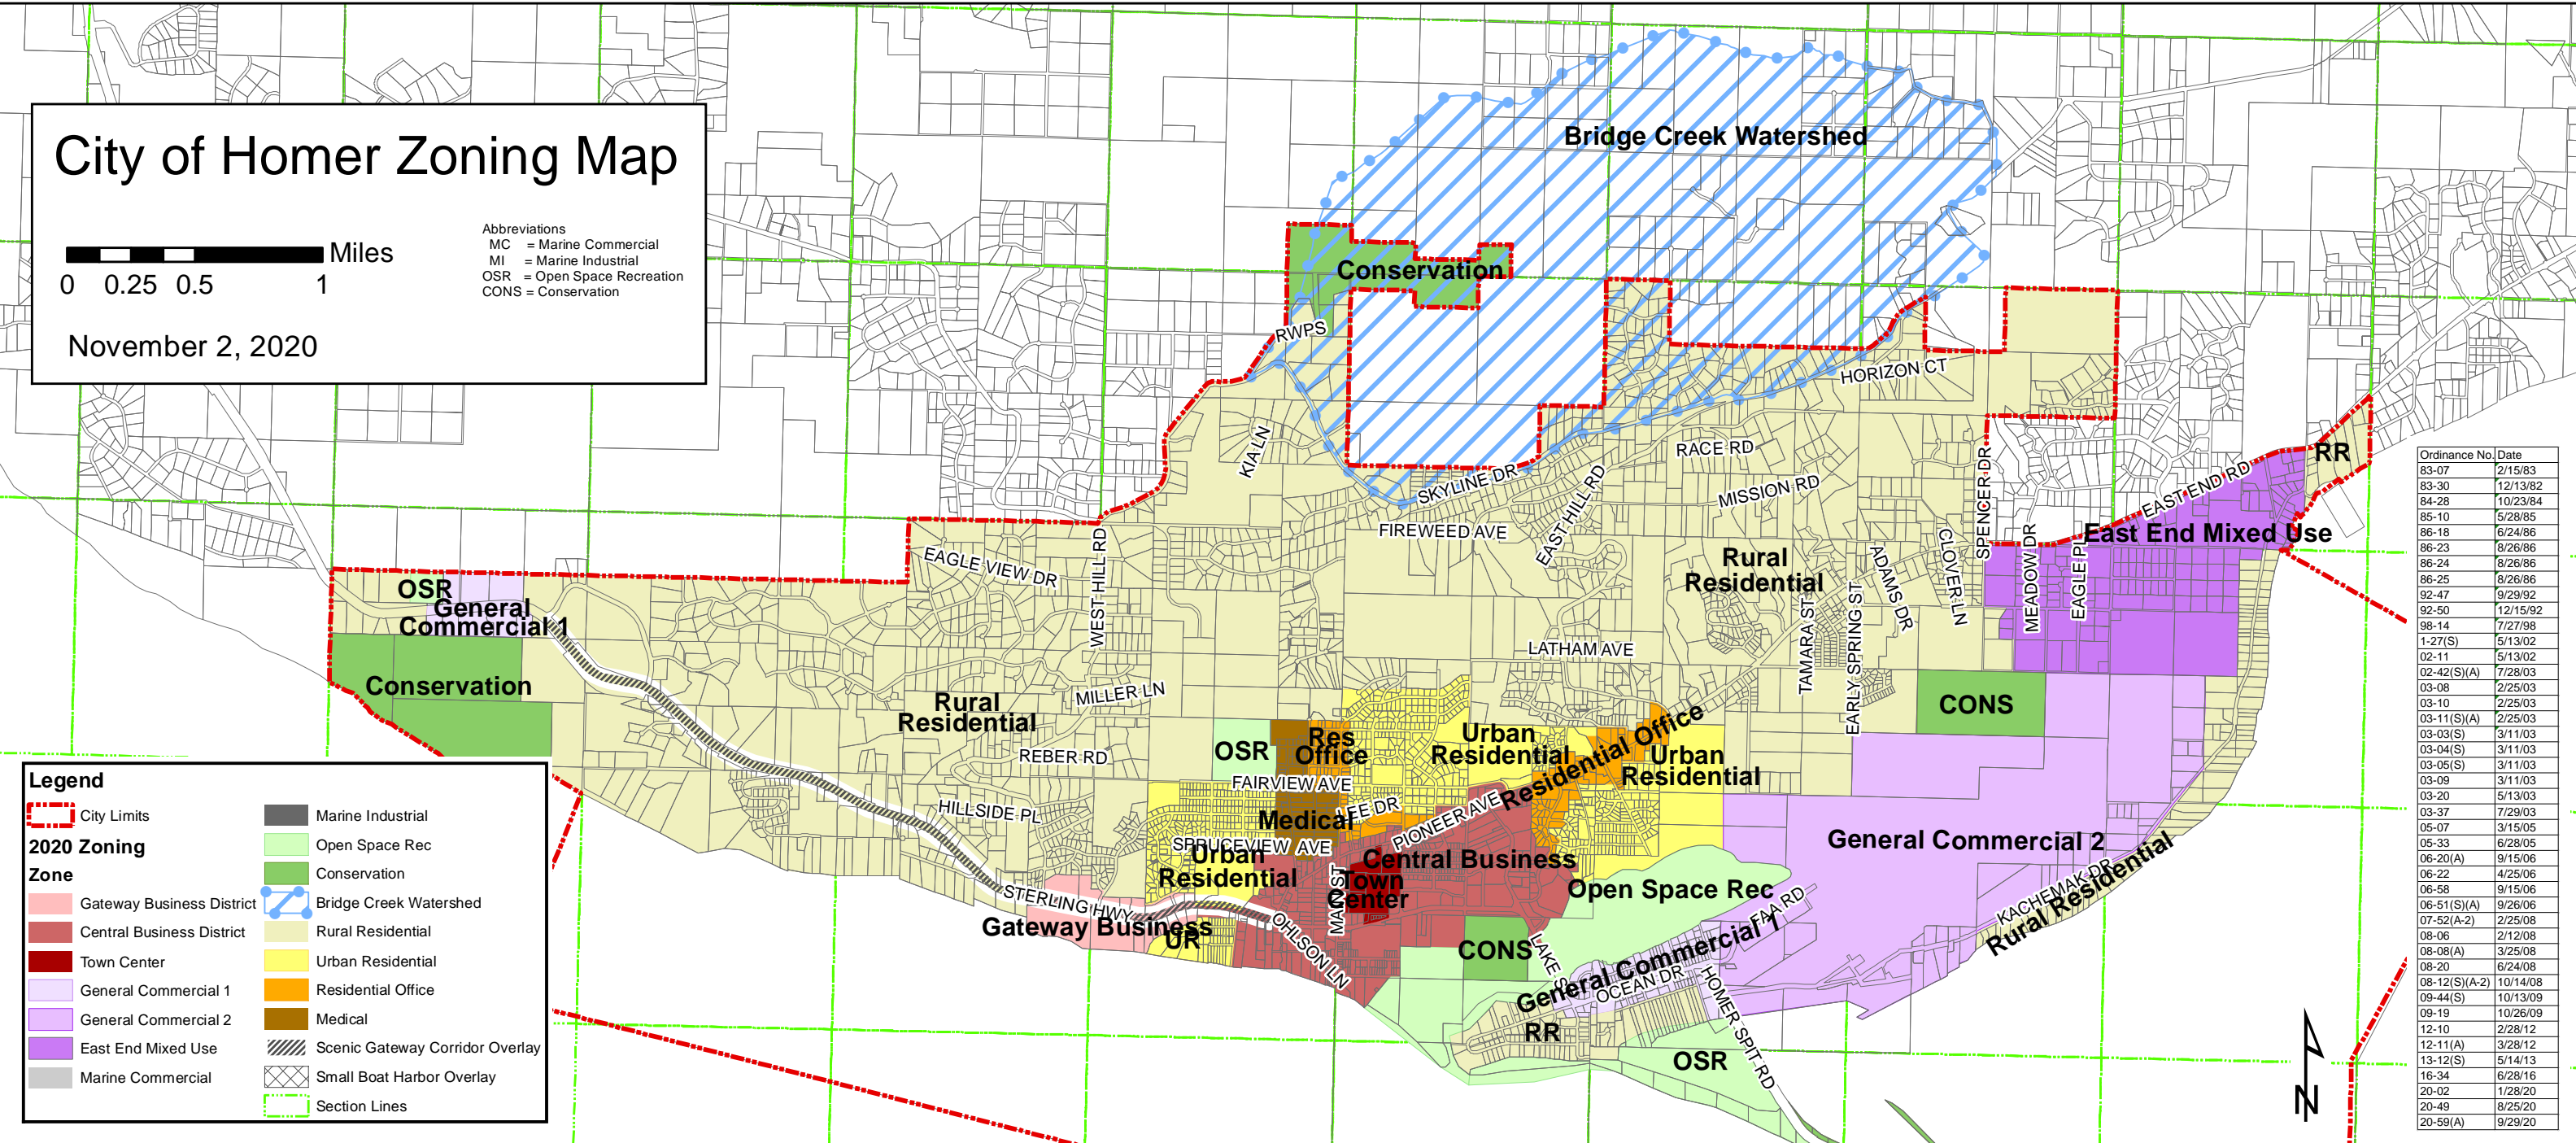 City of Homer Zoning Map
Miles
0 0.25 0.5 1
November 2, 2020
Abbreviations
MC = Marine Commercial
MI = Marine Industrial
OSR = Open Space Recreation
CONS = Conservation
Bridge Creek Watershed
Conservation
RWPS
HORIZON CT
KIA LN
SKYLINE DR
RACE RD
MISSION RD
EAST HILL RD
FIREWEED AVE
SPENCER DR
EAST END RD
RR
East End Mixed Use
MEADOW DR
EAGLE PL
CLOVER LN
ADAMS DR
EARLY SPRING ST
TAMARA ST
Rural
Residential
LATHAM AVE
EAGLE VIEW DR
WEST HILL RD
OSR
General
Commercial 1
Conservation
Rural
Residential
MILLER LN
REBER RD
HILLSIDE PL
OSR
Res
Office
FAIRVIEW AVE
Medical
LEE DR
SPRUCEVIEW AVE
Urban
Residential
Urban
Residential
Residential Office
Urban
Residential
PIONEER AVE
Central Business
Town
Center
MAIN ST
STERLING HWY
Gateway Business
UR
OHLSON LN
CONS
LAKE ST
Open Space Rec
CONS
General Commercial 2
FAA RD
General Commercial 1
OCEAN DR
HOMER SPIT RD
KACHEMAK DR
Rural Residential
RR
OSR
N
Legend
City Limits
2020 Zoning
Zone
Gateway Business District
Central Business District
Town Center
General Commercial 1
General Commercial 2
East End Mixed Use
Marine Commercial
Marine Industrial
Open Space Rec
Conservation
Bridge Creek Watershed
Rural Residential
Urban Residential
Residential Office
Medical
Scenic Gateway Corridor Overlay
Small Boat Harbor Overlay
Section Lines
Ordinance No. Date
83-07 2/15/83
83-30 12/13/82
84-28 10/23/84
85-10 5/28/85
86-18 6/24/86
86-23 8/26/86
86-24 8/26/86
86-25 8/26/86
92-47 9/29/92
92-50 12/15/92
98-14 7/27/98
1-27(S) 5/13/02
02-11 5/13/02
02-42(S)(A) 7/28/03
03-08 2/25/03
03-10 2/25/03
03-11(S)(A) 2/25/03
03-03(S) 3/11/03
03-04(S) 3/11/03
03-05(S) 3/11/03
03-09 3/11/03
03-20 5/13/03
03-37 7/29/03
05-07 3/15/05
05-33 6/28/05
06-20(A) 9/15/06
06-22 4/25/06
06-58 9/15/06
06-51(S)(A) 9/26/06
07-52(A-2) 2/25/08
08-06 2/12/08
08-08(A) 3/25/08
08-20 6/24/08
08-12(S)(A-2) 10/14/08
09-44(S) 10/13/09
09-19 10/26/09
12-10 2/28/12
12-11(A) 3/28/12
13-12(S) 5/14/13
16-34 6/28/16
20-02 1/28/20
20-49 8/25/20
20-59(A) 9/29/20